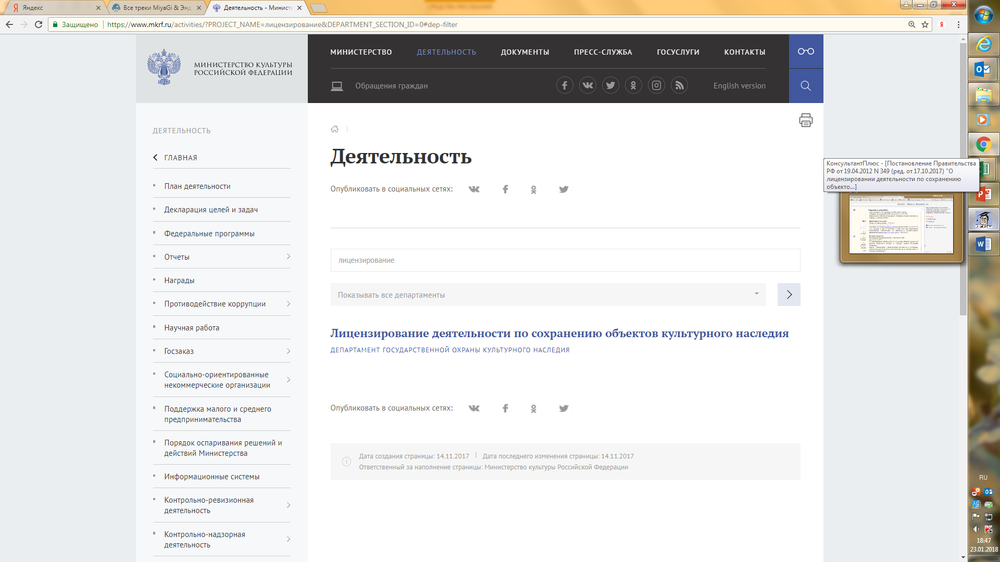 Яндекс
Все треки MiyaGi & Энд
Деятельность - Министе
Защищено
https://www.mkrf.ru/activities/?PROJECT_NAME=лицензирование&DEPARTMENT_SECTION_ID=0#dep-filter
МИНИСТЕРСТВО КУЛЬТУРЫ
РОССИЙСКОЙ ФЕДЕРАЦИИ
МИНИСТЕРСТВО
ДЕЯТЕЛЬНОСТЬ
ДОКУМЕНТЫ
ПРЕСС-СЛУЖБА
ГОСУСЛУГИ
КОНТАКТЫ
Обращения граждан
English version
ДЕЯТЕЛЬНОСТЬ
ГЛАВНАЯ
План деятельности
Декларация целей и задач
Федеральные программы
Отчеты
Награды
Противодействие коррупции
Научная работа
Госзаказ
Социально-ориентированные
некоммерческие организации
Поддержка малого и среднего
предпринимательства
Порядок оспаривания решений и
действий Министерства
Информационные системы
Контрольно-ревизионная
деятельность
Контрольно-надзорная
деятельность
Деятельность
Опубликовать в социальных сетях:
лицензирование
Показывать все департаменты
Лицензирование деятельности по сохранению объектов культурного наследия
ДЕПАРТАМЕНТ ГОСУДАРСТВЕННОЙ ОХРАНЫ КУЛЬТУРНОГО НАСЛЕДИЯ
Опубликовать в социальных сетях:
Дата создания страницы: 14.11.2017
Дата последнего изменения страницы: 14.11.2017
Ответственный за наполнение страницы: Министерство культуры Российской Федерации
КонсультантПлюс - [Постановление Правительства
РФ от 19.04.2012 N 349 (ред. от 17.10.2017) "О
лицензировании деятельности по сохранению
объекто...]
RU
18:47
23.01.2018